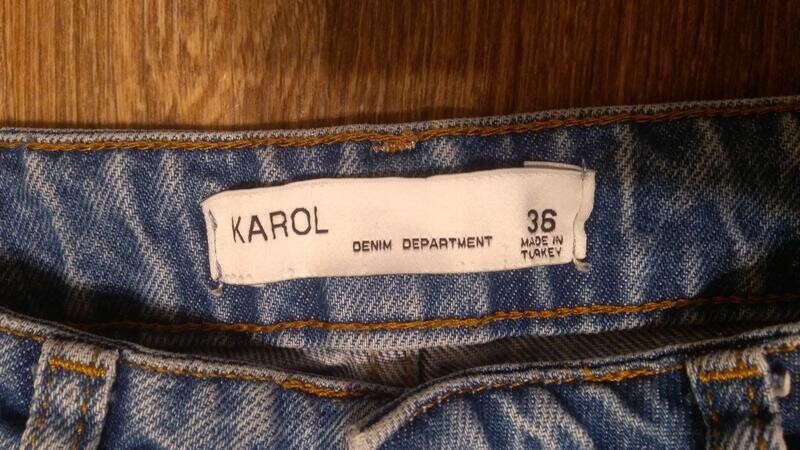 KAROL
DENIM DEPARTMENT
36
MADE IN
TURKEY